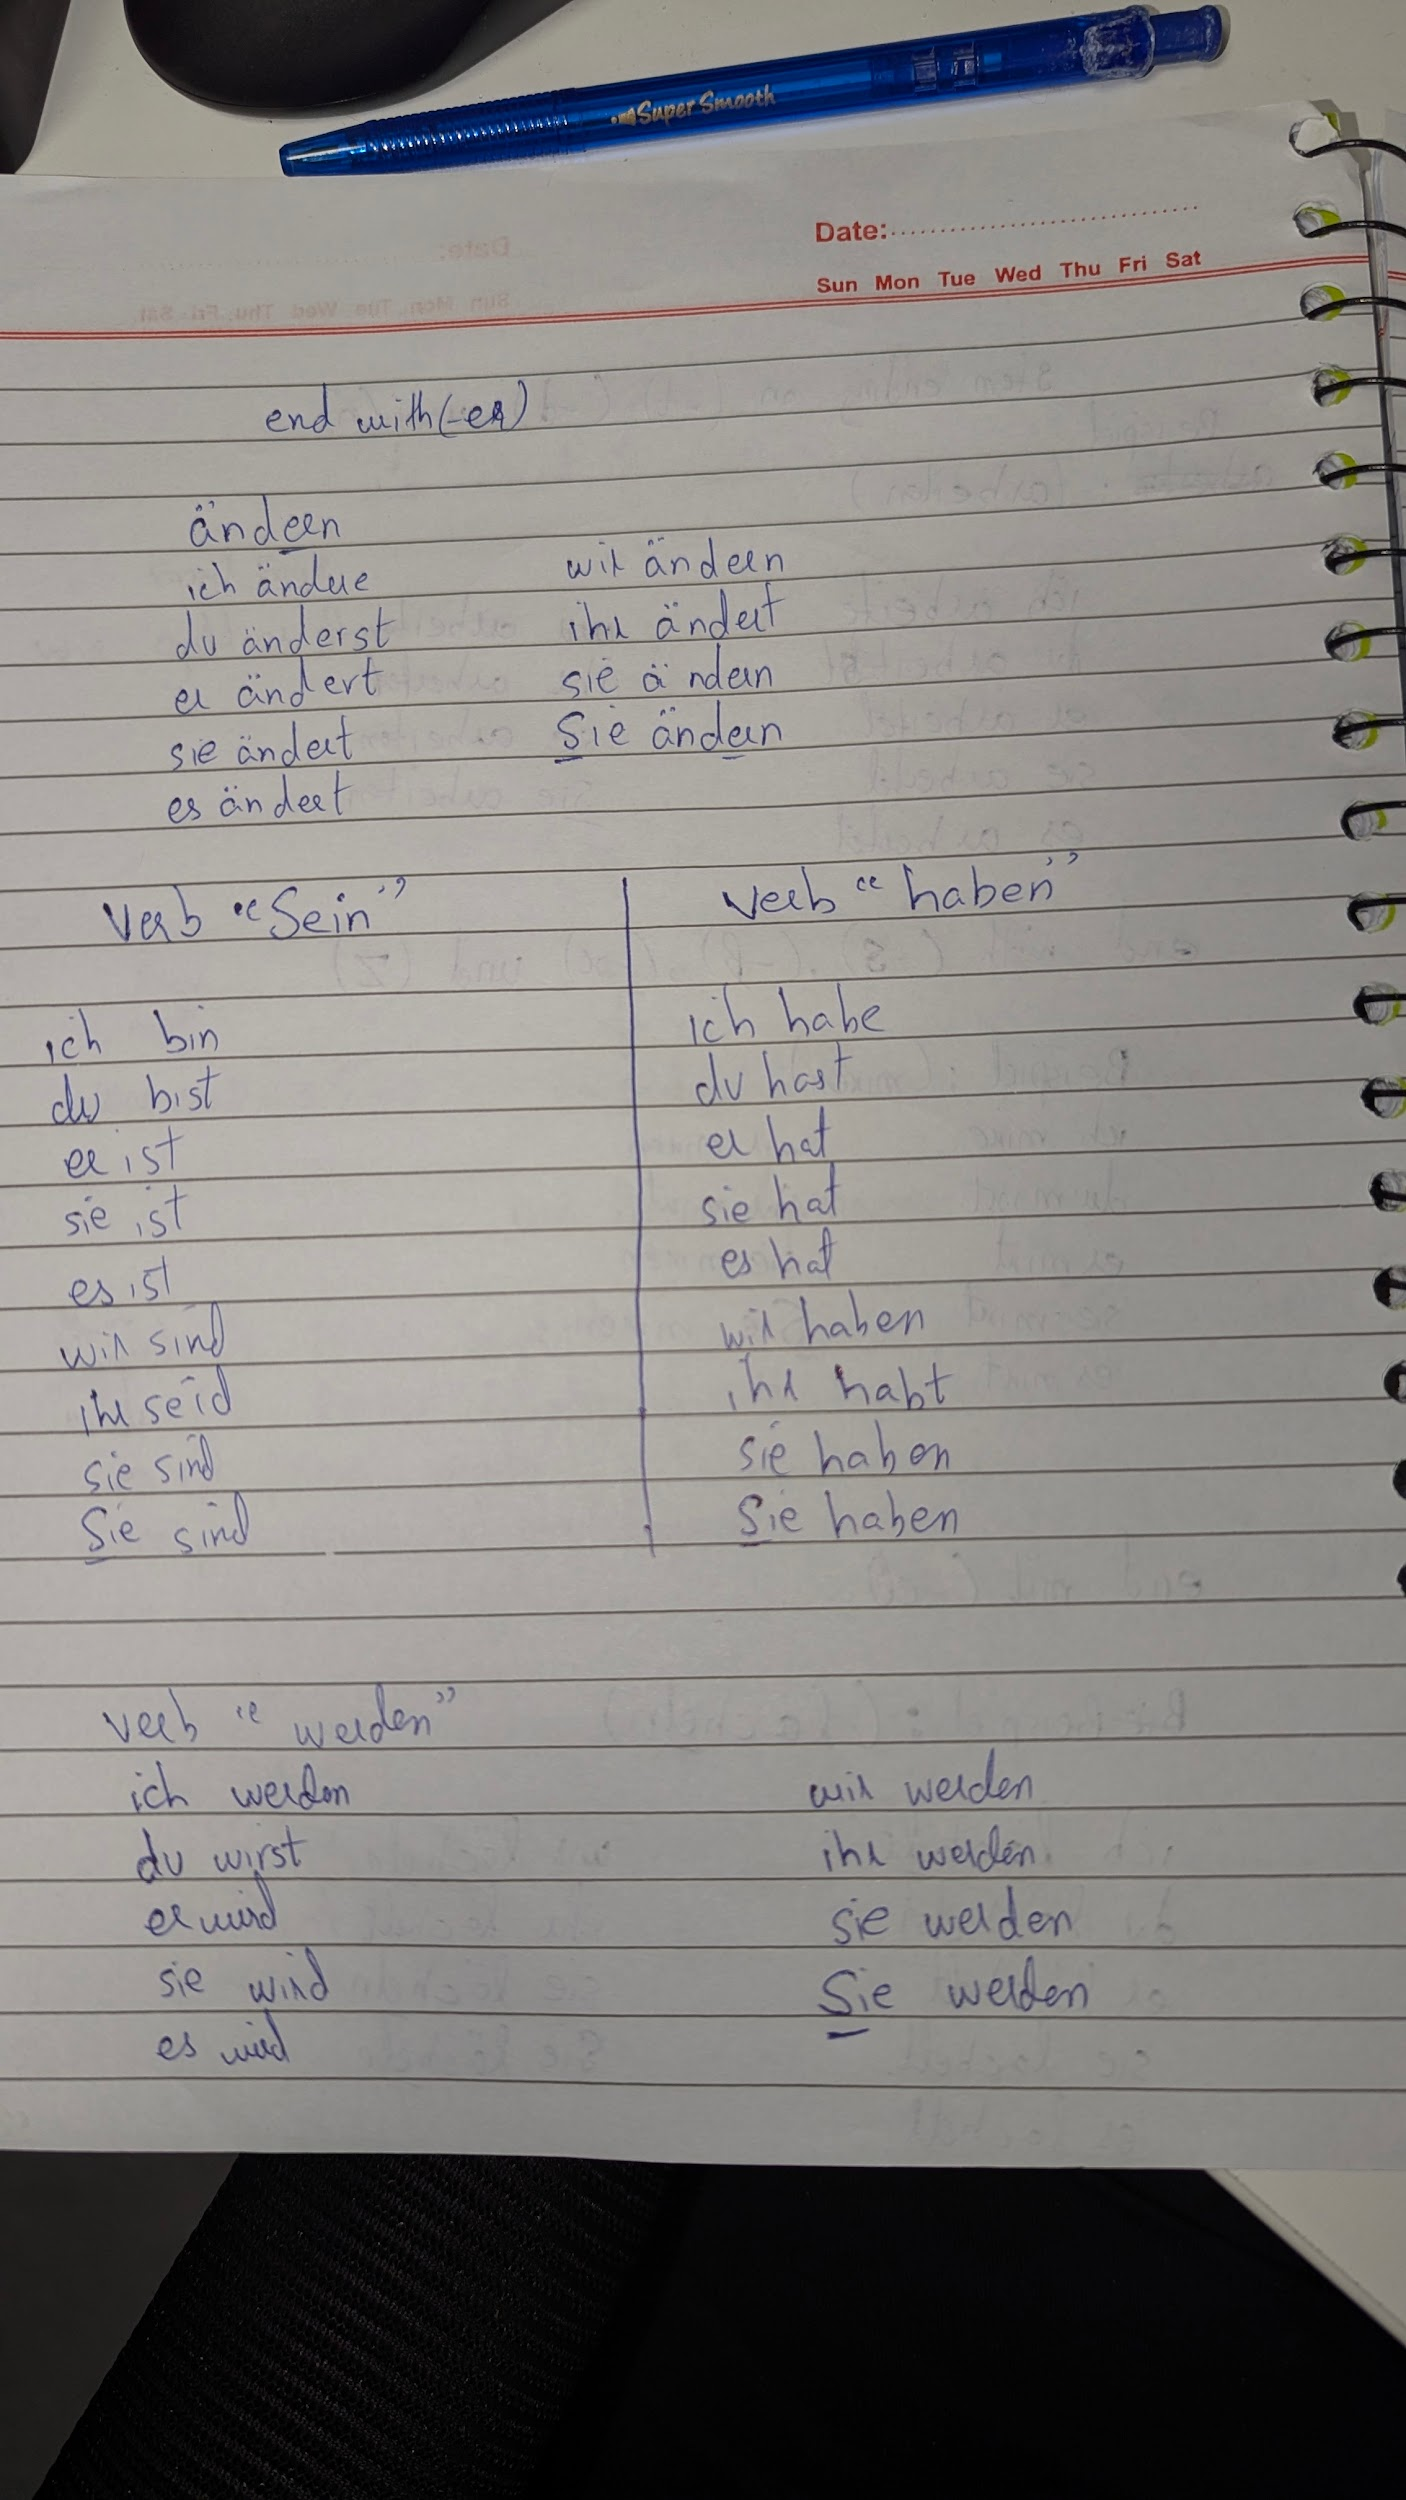 Super Smooth
Date:
Sun Mon Tue Wed Thu Fri Sat
end with (-er)
ändern
ich ändere
du änderst
er ändert
sie ändert
es ändert
wir ändern
ihr ändert
sie ändern
Sie ändern
Verb "Sein"
ich bin
du bist
er ist
sie ist
es ist
wir sind
ihr seid
sie sind
Sie sind
Verb "haben"
ich habe
du hast
er hat
sie hat
es hat
wir haben
ihr habt
sie haben
Sie haben
Verb "werden"
ich werden
du wirst
er wird
sie wird
es wird
wir werden
ihr werden
sie werden
Sie werden